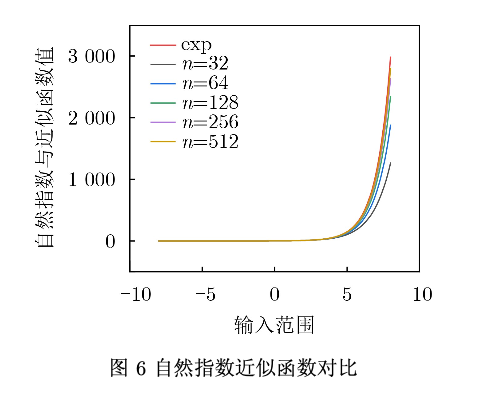 exp
n=32
n=64
n=128
n=256
n=512
3 000
2 000
1 000
0
自然指数与近似函数值
−10 −5 0 5 10
输入范围
图 6 自然指数近似函数对比